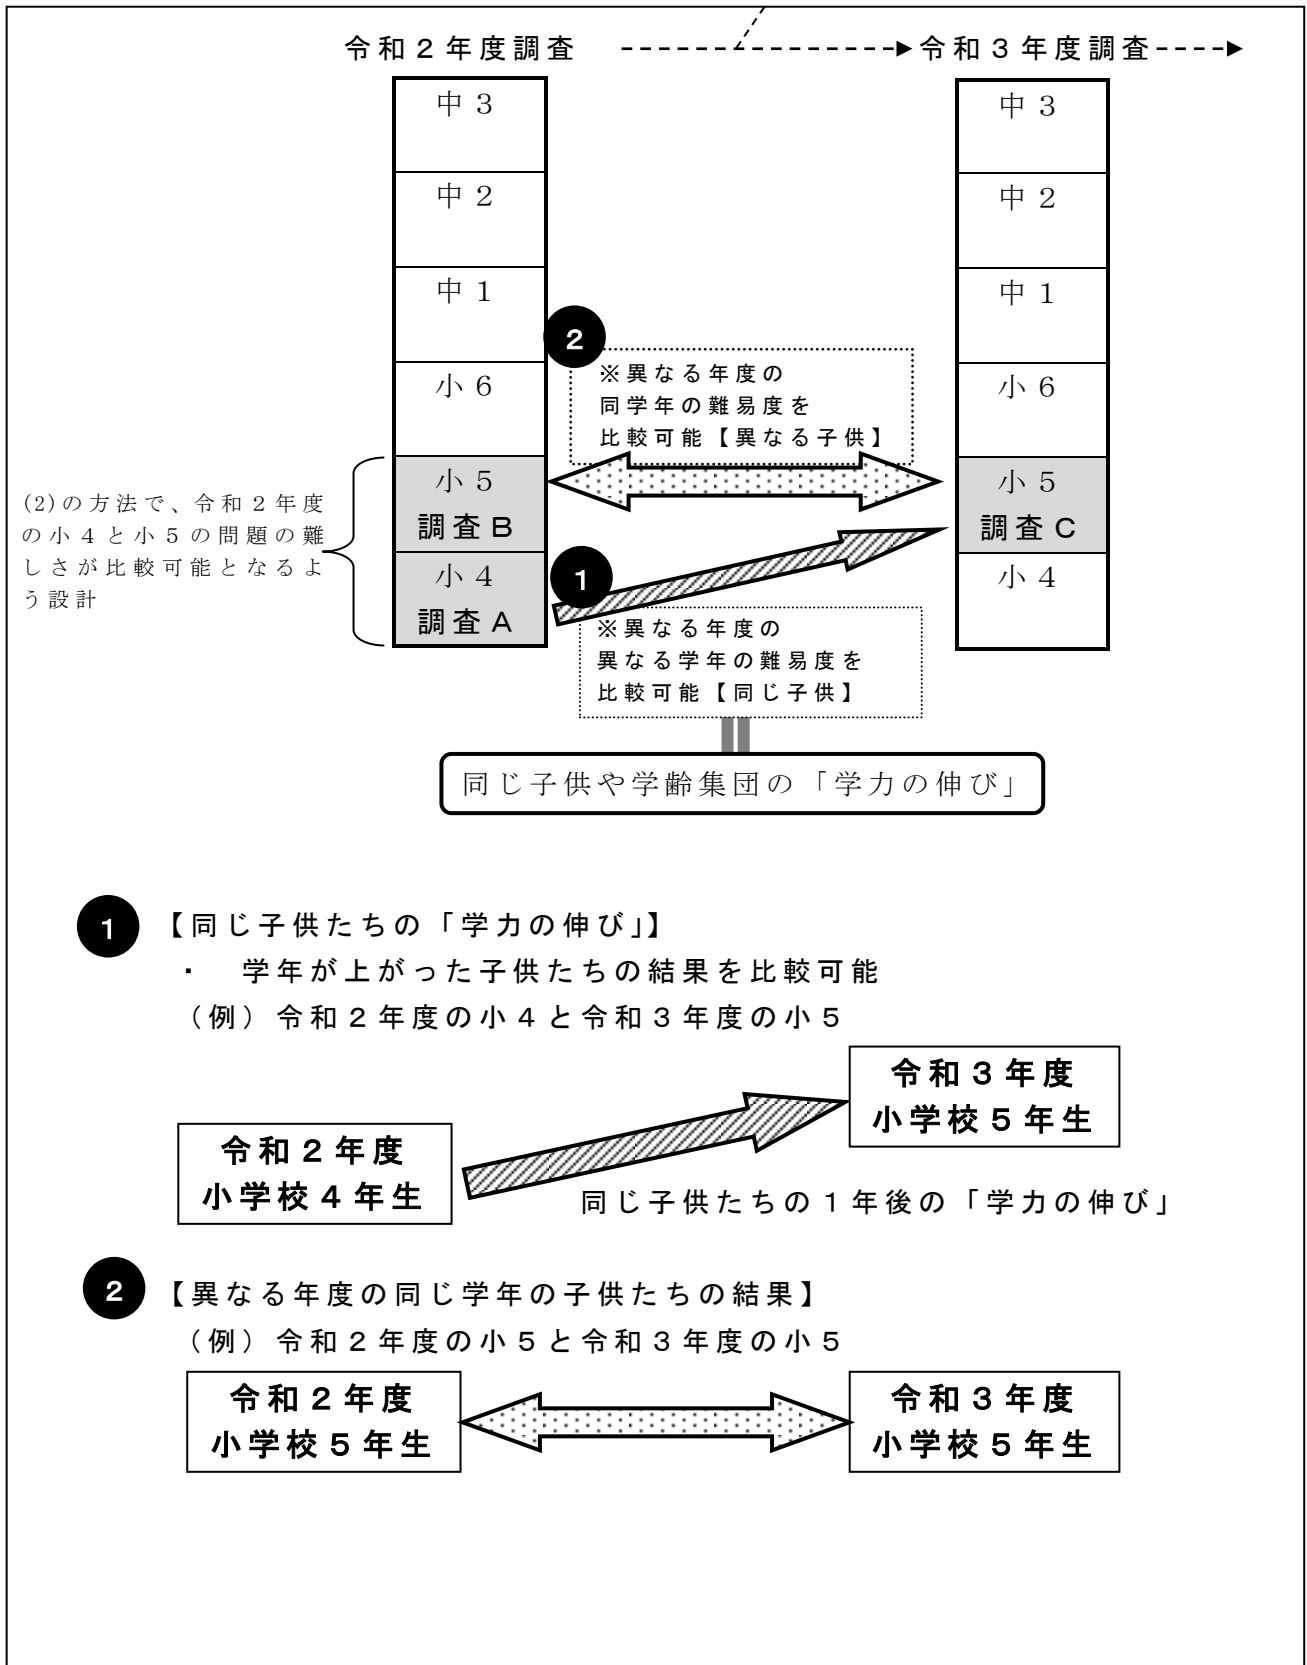 令和２年度調査
令和３年度調査
中３
中２
中１
小６
小５
調査Ｂ
小４
調査Ａ
中３
中２
中１
小６
小５
調査Ｃ
小４
(2)の方法で、令和２年度
の小４と小５の問題の難
しさが比較可能となるよ
う設計
2
※異なる年度の
同学年の難易度を
比較可能【異なる子供】
1
※異なる年度の
異なる学年の難易度を
比較可能【同じ子供】
同じ子供や学齢集団の「学力の伸び」
1
【同じ子供たちの「学力の伸び」】
・　学年が上がった子供たちの結果を比較可能
（例）令和２年度の小４と令和３年度の小５
令和３年度
小学校５年生
令和２年度
小学校４年生
同じ子供たちの１年後の「学力の伸び」
2
【異なる年度の同じ学年の子供たちの結果】
（例）令和２年度の小５と令和３年度の小５
令和２年度
小学校５年生
令和３年度
小学校５年生